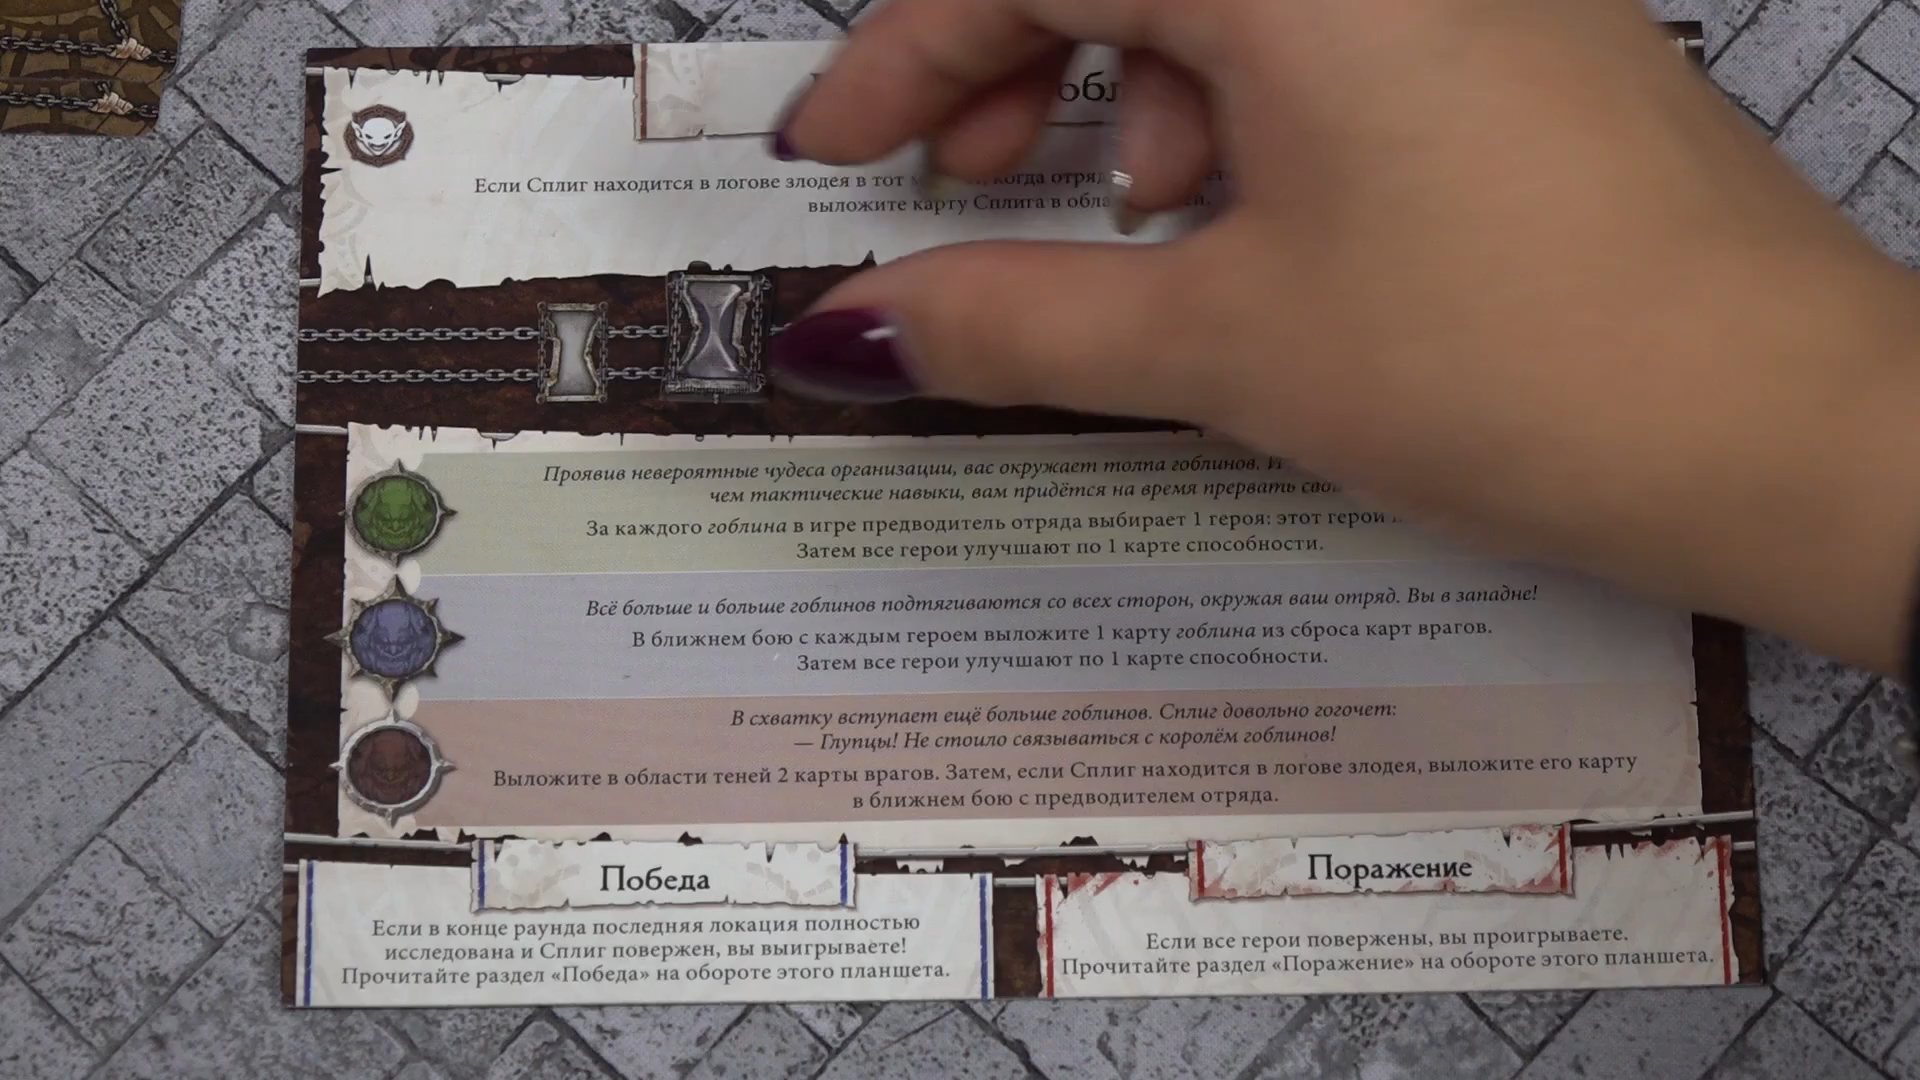 Если Сплиг находится в логове злодея в тот когда отряд
выложите карту Сплига в обла
Проявив невероятные чудеса организации, вас окружает толпа гоблинов.
чем тактические навыки, вам придётся на время прервать
За каждого гоблина в игре предводитель отряда выбирает 1 героя: этот герой
Затем все герои улучшают по 1 карте способности.
Всё больше и больше гоблинов подтягиваются со всех сторон, окружая ваш отряд. Вы в западне!
В ближнем бою с каждым героем выложите 1 карту гоблина из сброса карт врагов.
Затем все герои улучшают по 1 карте способности.
В схватку вступает ещё больше гоблинов. Сплиг довольно гогочет:
— Глупцы! Не стоило связываться с королём гоблинов!
Выложите в области теней 2 карты врагов. Затем, если Сплиг находится в логове злодея, выложите его карту
в ближнем бою с предводителем отряда.
Победа
Если в конце раунда последняя локация полностью
исследована и Сплиг повержен, вы выигрываете!
Прочитайте раздел «Победа» на обороте этого планшета.
Поражение
Если все герои повержены, вы проигрываете.
Прочитайте раздел «Поражение» на обороте этого планшета.